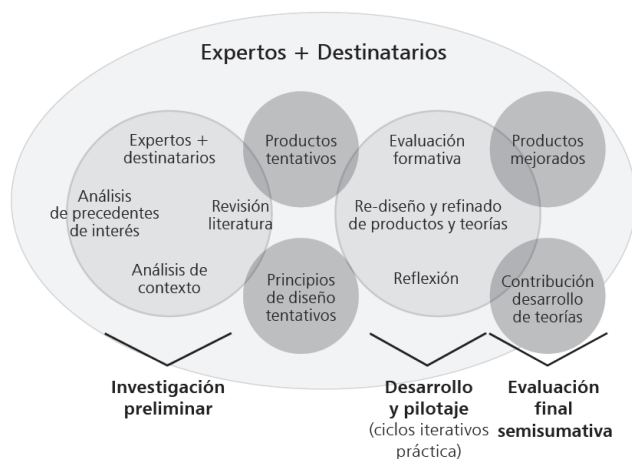 Expertos + Destinatarios
Expertos +
destinatarios
Análisis
de precedentes
de interés
Revisión
literatura
Análisis de
contexto
Productos
tentativos
Principios
de diseño
tentativos
Evaluación
formativa
Re-diseño y refinado
de productos y teorías
Reflexión
Productos
mejorados
Contribución
desarrollo
de teorías
Investigación
preliminar
Desarrollo
y pilotaje
(ciclos iterativos
práctica)
Evaluación
final
semisumativa